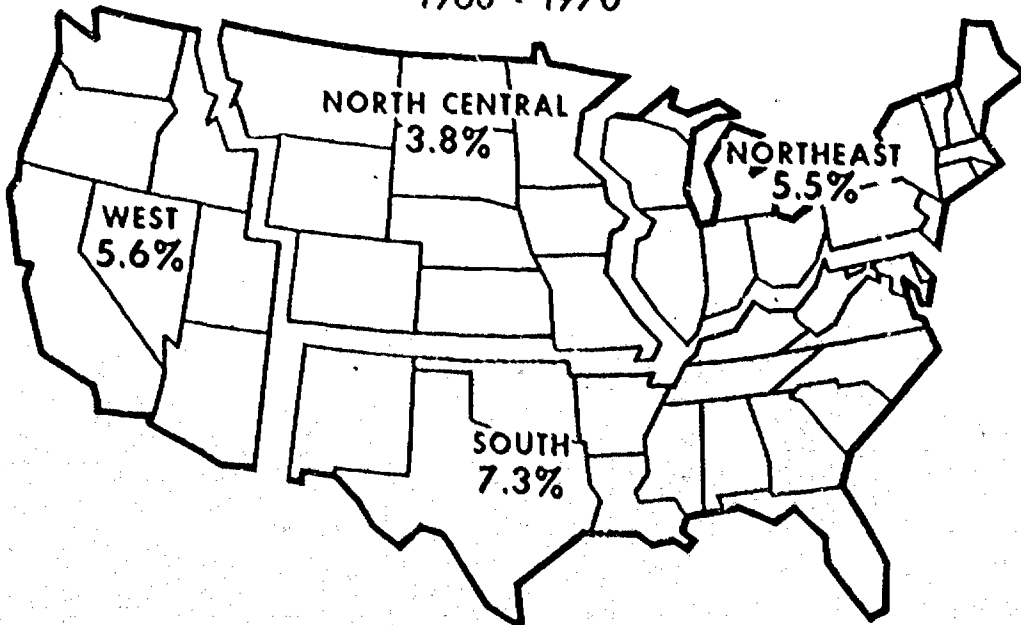 NORTH CENTRAL
3.8%
NORTHEAST
5.5%
WEST
5.6%
SOUTH
7.3%